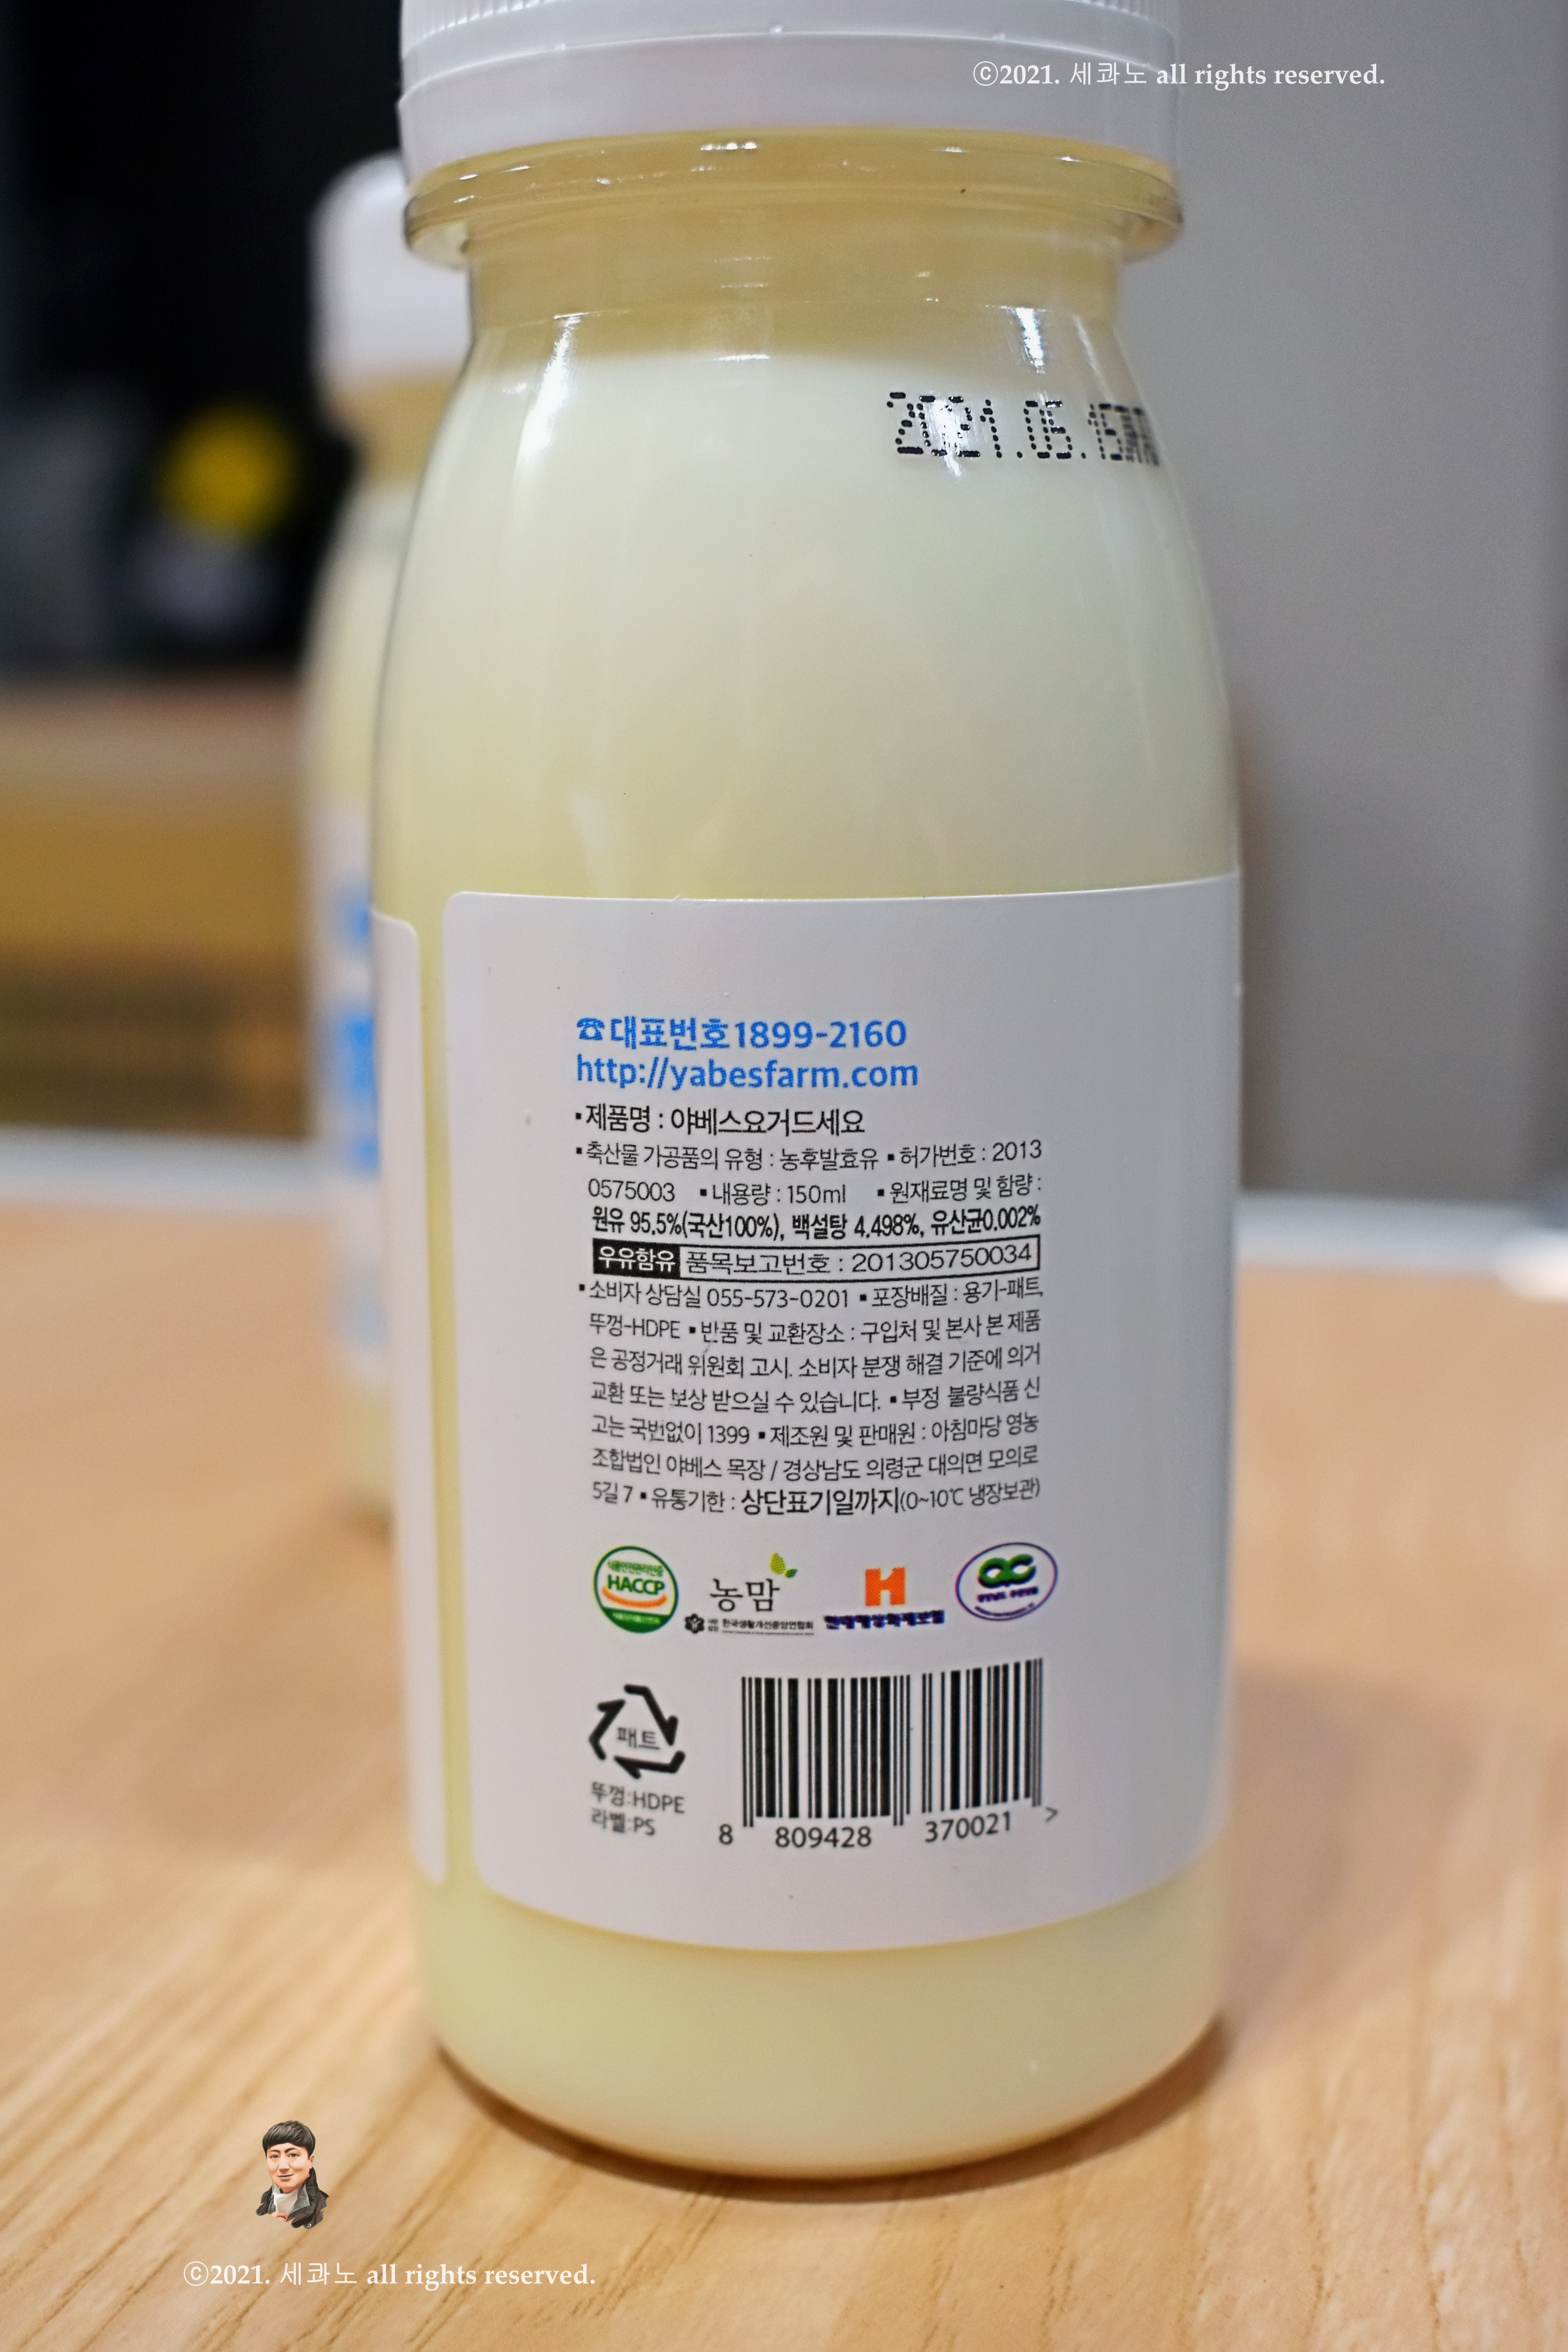 ⓒ2021. 세콰노 all rights reserved.
2021.05.15
☎대표번호1899-2160
http://yabesfarm.com
▪제품명 : 야베스요거드세요
▪축산물 가공품의 유형 : 농후발효유 ▪허가번호 : 2013
0575003 ▪내용량 : 150ml ▪원재료명 및 함량 :
원유 95.5%(국산100%), 백설탕 4.498%, 유산균0.002%
우유함유 품목보고번호 : 201305750034
▪소비자 상담실 055-573-0201 ▪포장배질 : 용기-패트,
뚜껑-HDPE ▪반품 및 교환장소 : 구입처 및 본사 본 제품
은 공정거래 위원회 고시. 소비자 분쟁 해결 기준에 의거
교환 또는 보상 받으실 수 있습니다. ▪부정 불량식품 신
고는 국번없이 1399 ▪제조원 및 판매원 : 아침마당 영농
조합법인 야베스 목장 / 경상남도 의령군 대의면 모의로
5길 7 ▪유통기한 : 상단표기일까지(0~10℃ 냉장보관)
HACCP
농맘
한국생활개선중앙연합회
현대해상화재보험
패트
뚜껑:HDPE
라벨:PS
8 809428 370021 >
ⓒ2021. 세콰노 all rights reserved.